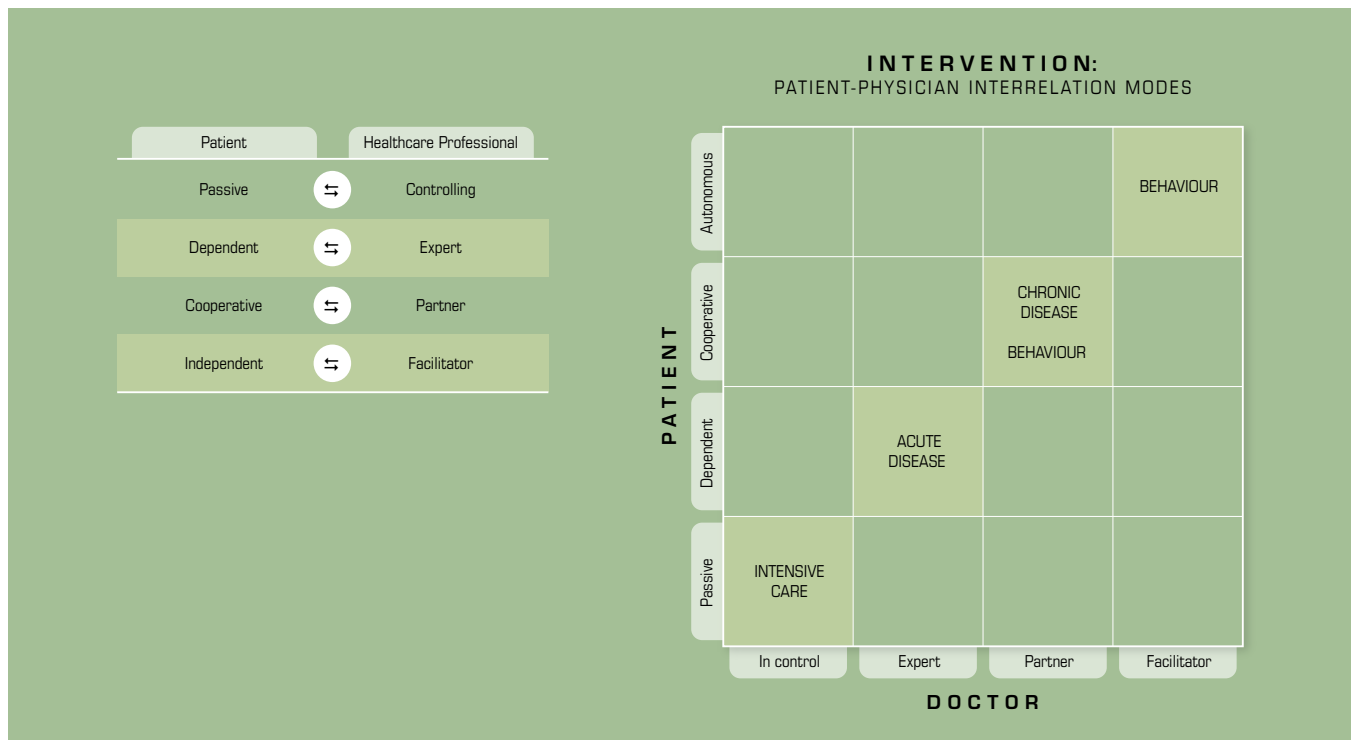 Patient Healthcare Professional
Passive Controlling
Dependent Expert
Cooperative Partner
Independent Facilitator
INTERVENTION:
PATIENT-PHYSICIAN INTERRELATION MODES
PATIENT
Autonomous
BEHAVIOUR
Cooperative
CHRONIC
DISEASE
BEHAVIOUR
Dependent
ACUTE
DISEASE
Passive
INTENSIVE
CARE
In control Expert Partner Facilitator
DOCTOR